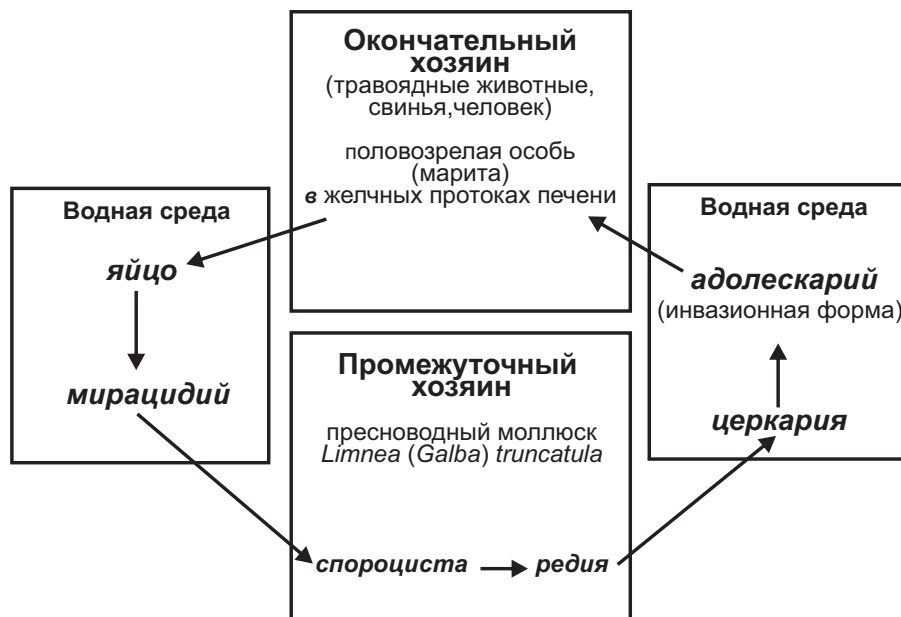 Окончательный
хозяин
(травоядные животные,
свинья,человек)
половозрелая особь
(марита)
в желчных протоках печени
Водная среда
яйцо
мирацидий
Промежуточный
хозяин
пресноводный моллюск
Limnea (Galba) truncatula
спороциста
редия
Водная среда
адолескарий
(инвазионная форма)
церкария